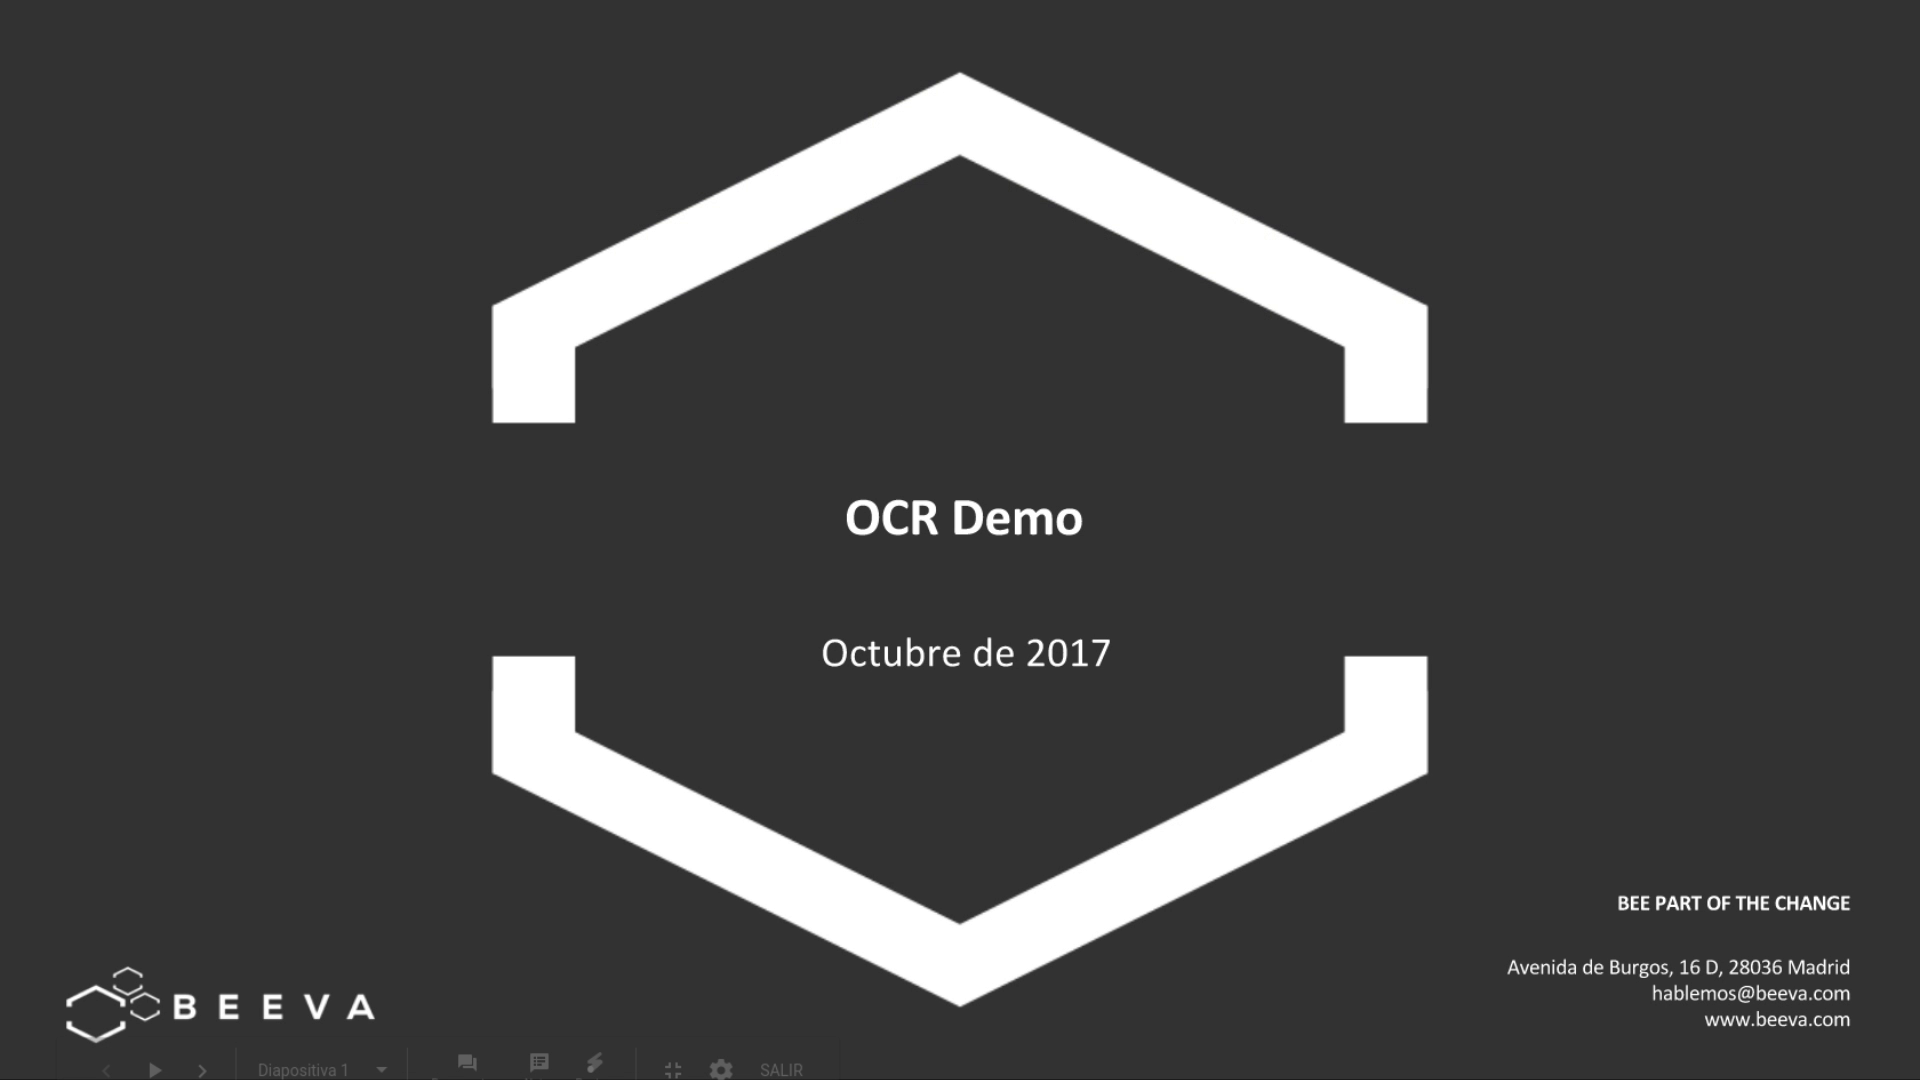 OCR Demo
Octubre de 2017
BEE PART OF THE CHANGE
Avenida de Burgos, 16 D, 28036 Madrid
hablemos@beeva.com
www.beeva.com
BEEVA
Diapositiva 1
SALIR